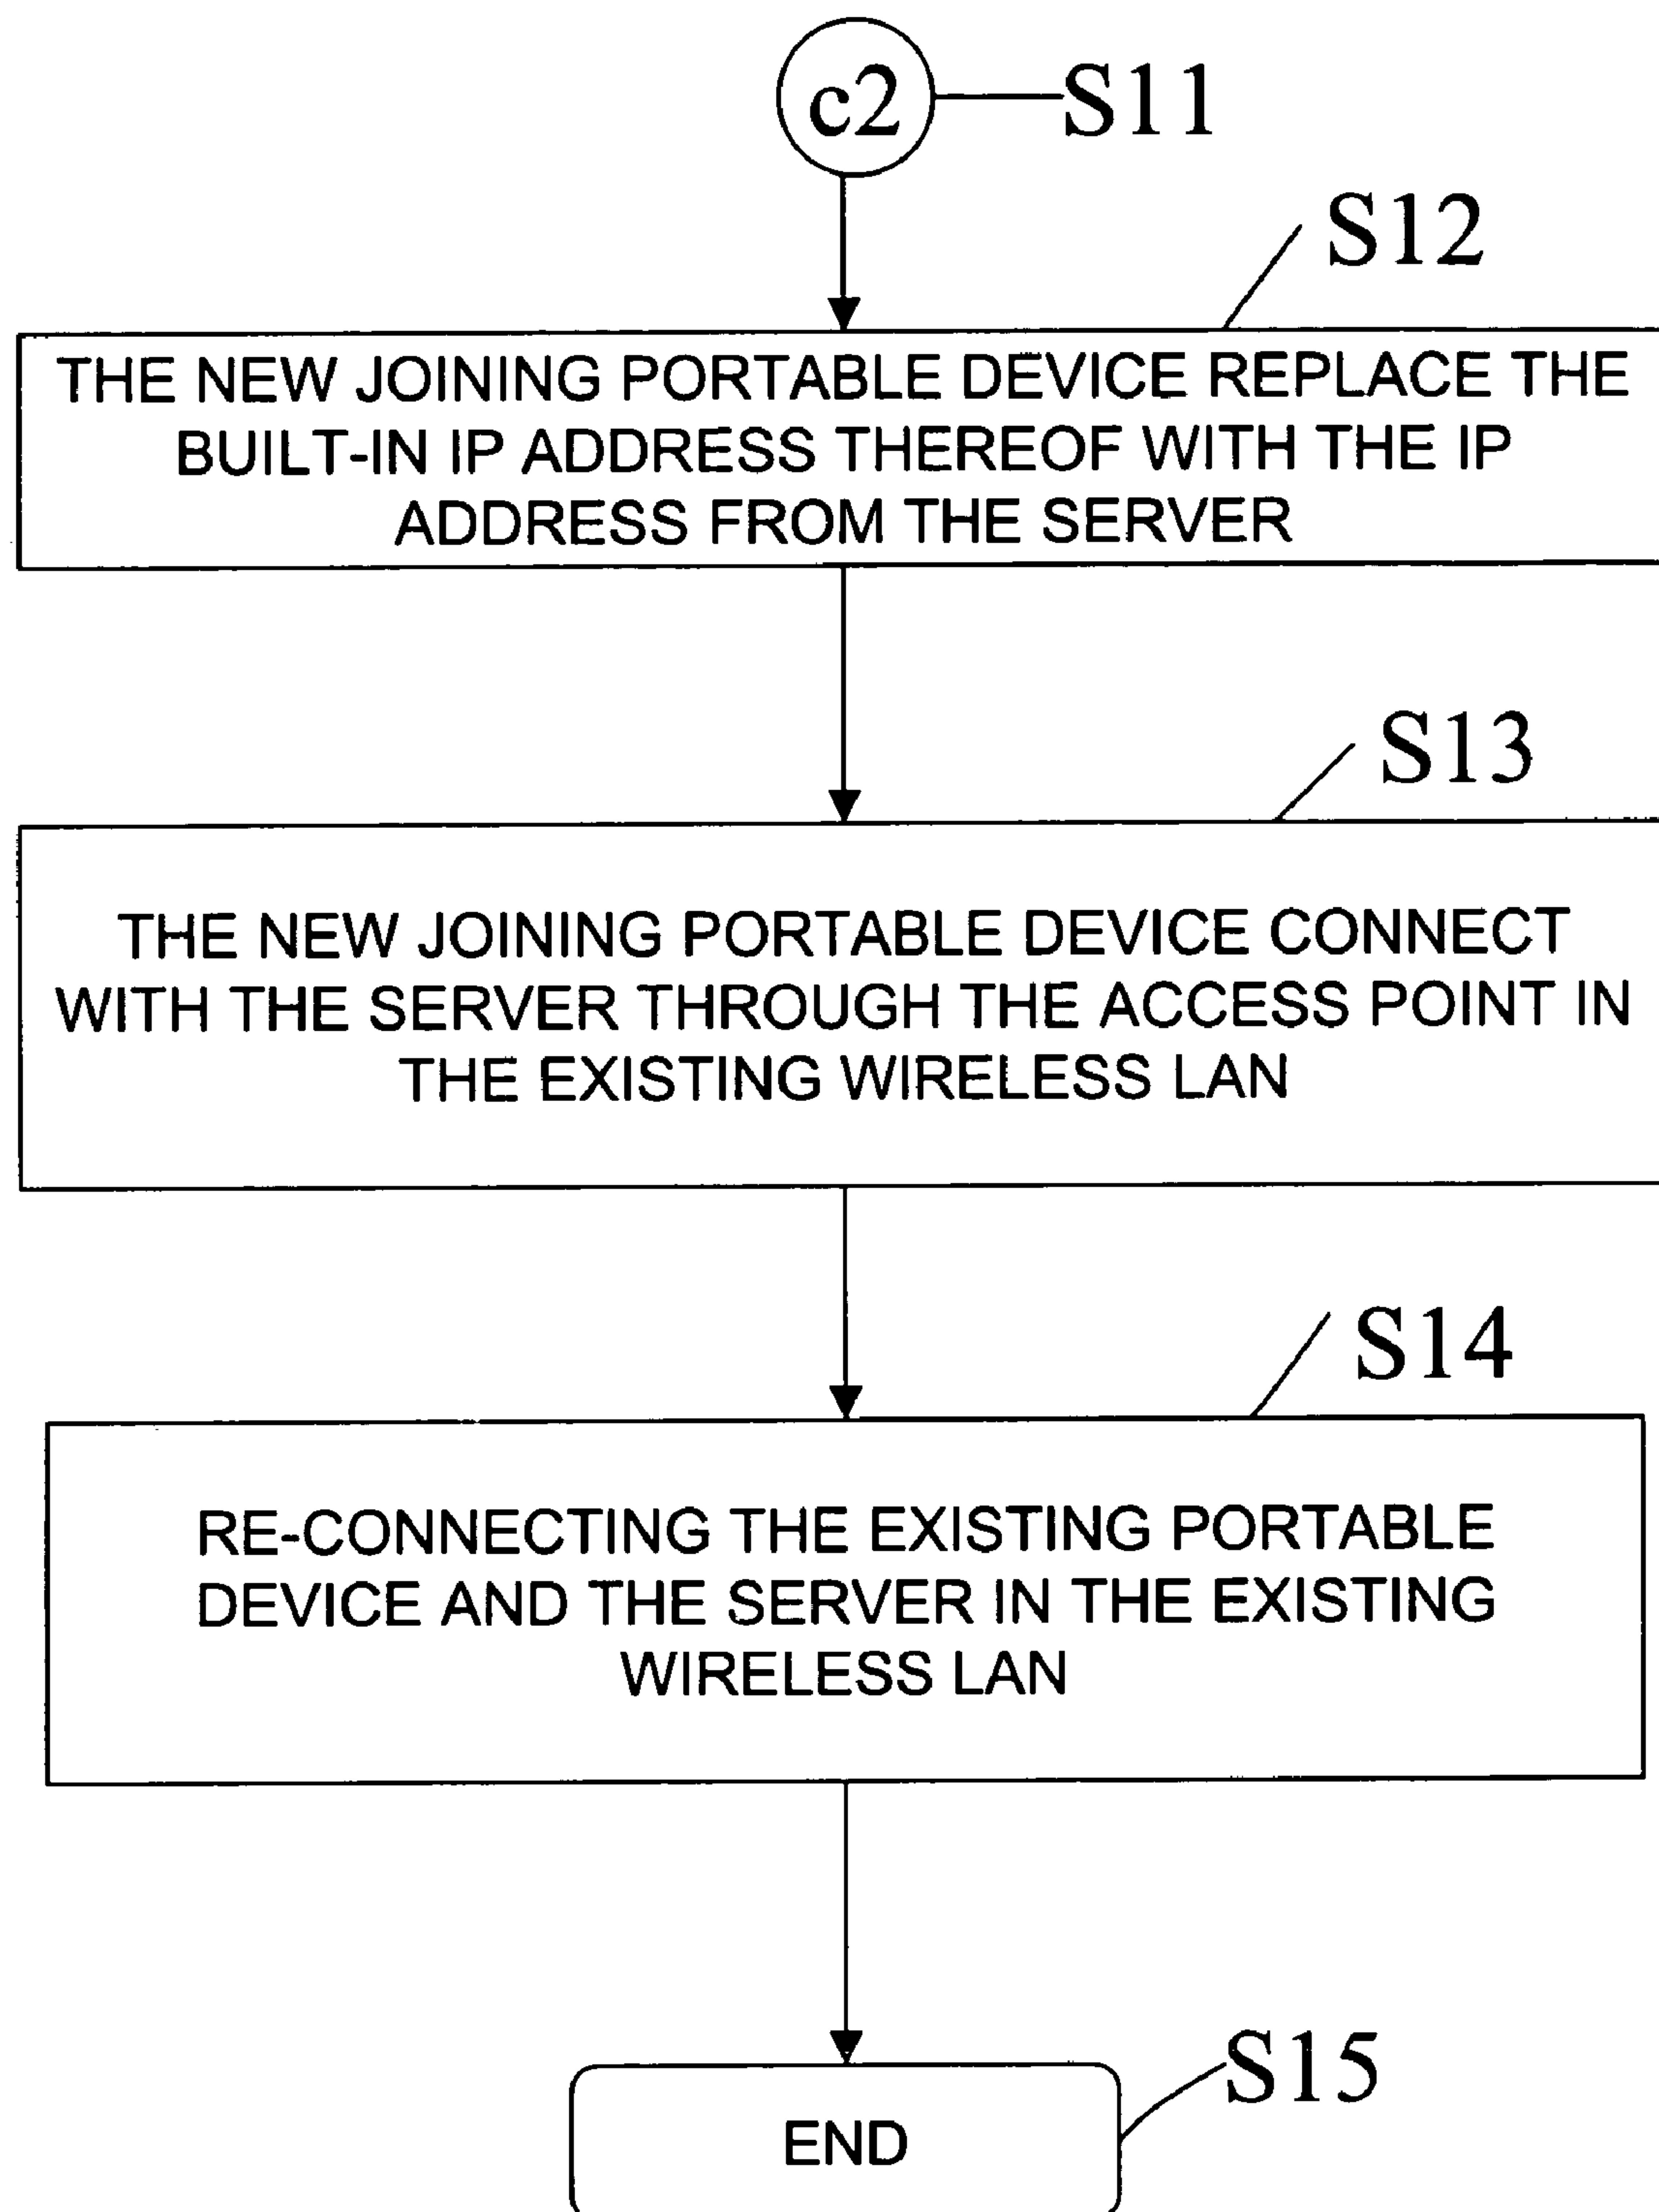 c2
S11
S12
THE NEW JOINING PORTABLE DEVICE REPLACE THE
BUILT-IN IP ADDRESS THEREOF WITH THE IP
ADDRESS FROM THE SERVER
S13
THE NEW JOINING PORTABLE DEVICE CONNECT
WITH THE SERVER THROUGH THE ACCESS POINT IN
THE EXISTING WIRELESS LAN
S14
RE-CONNECTING THE EXISTING PORTABLE
DEVICE AND THE SERVER IN THE EXISTING
WIRELESS LAN
S15
END